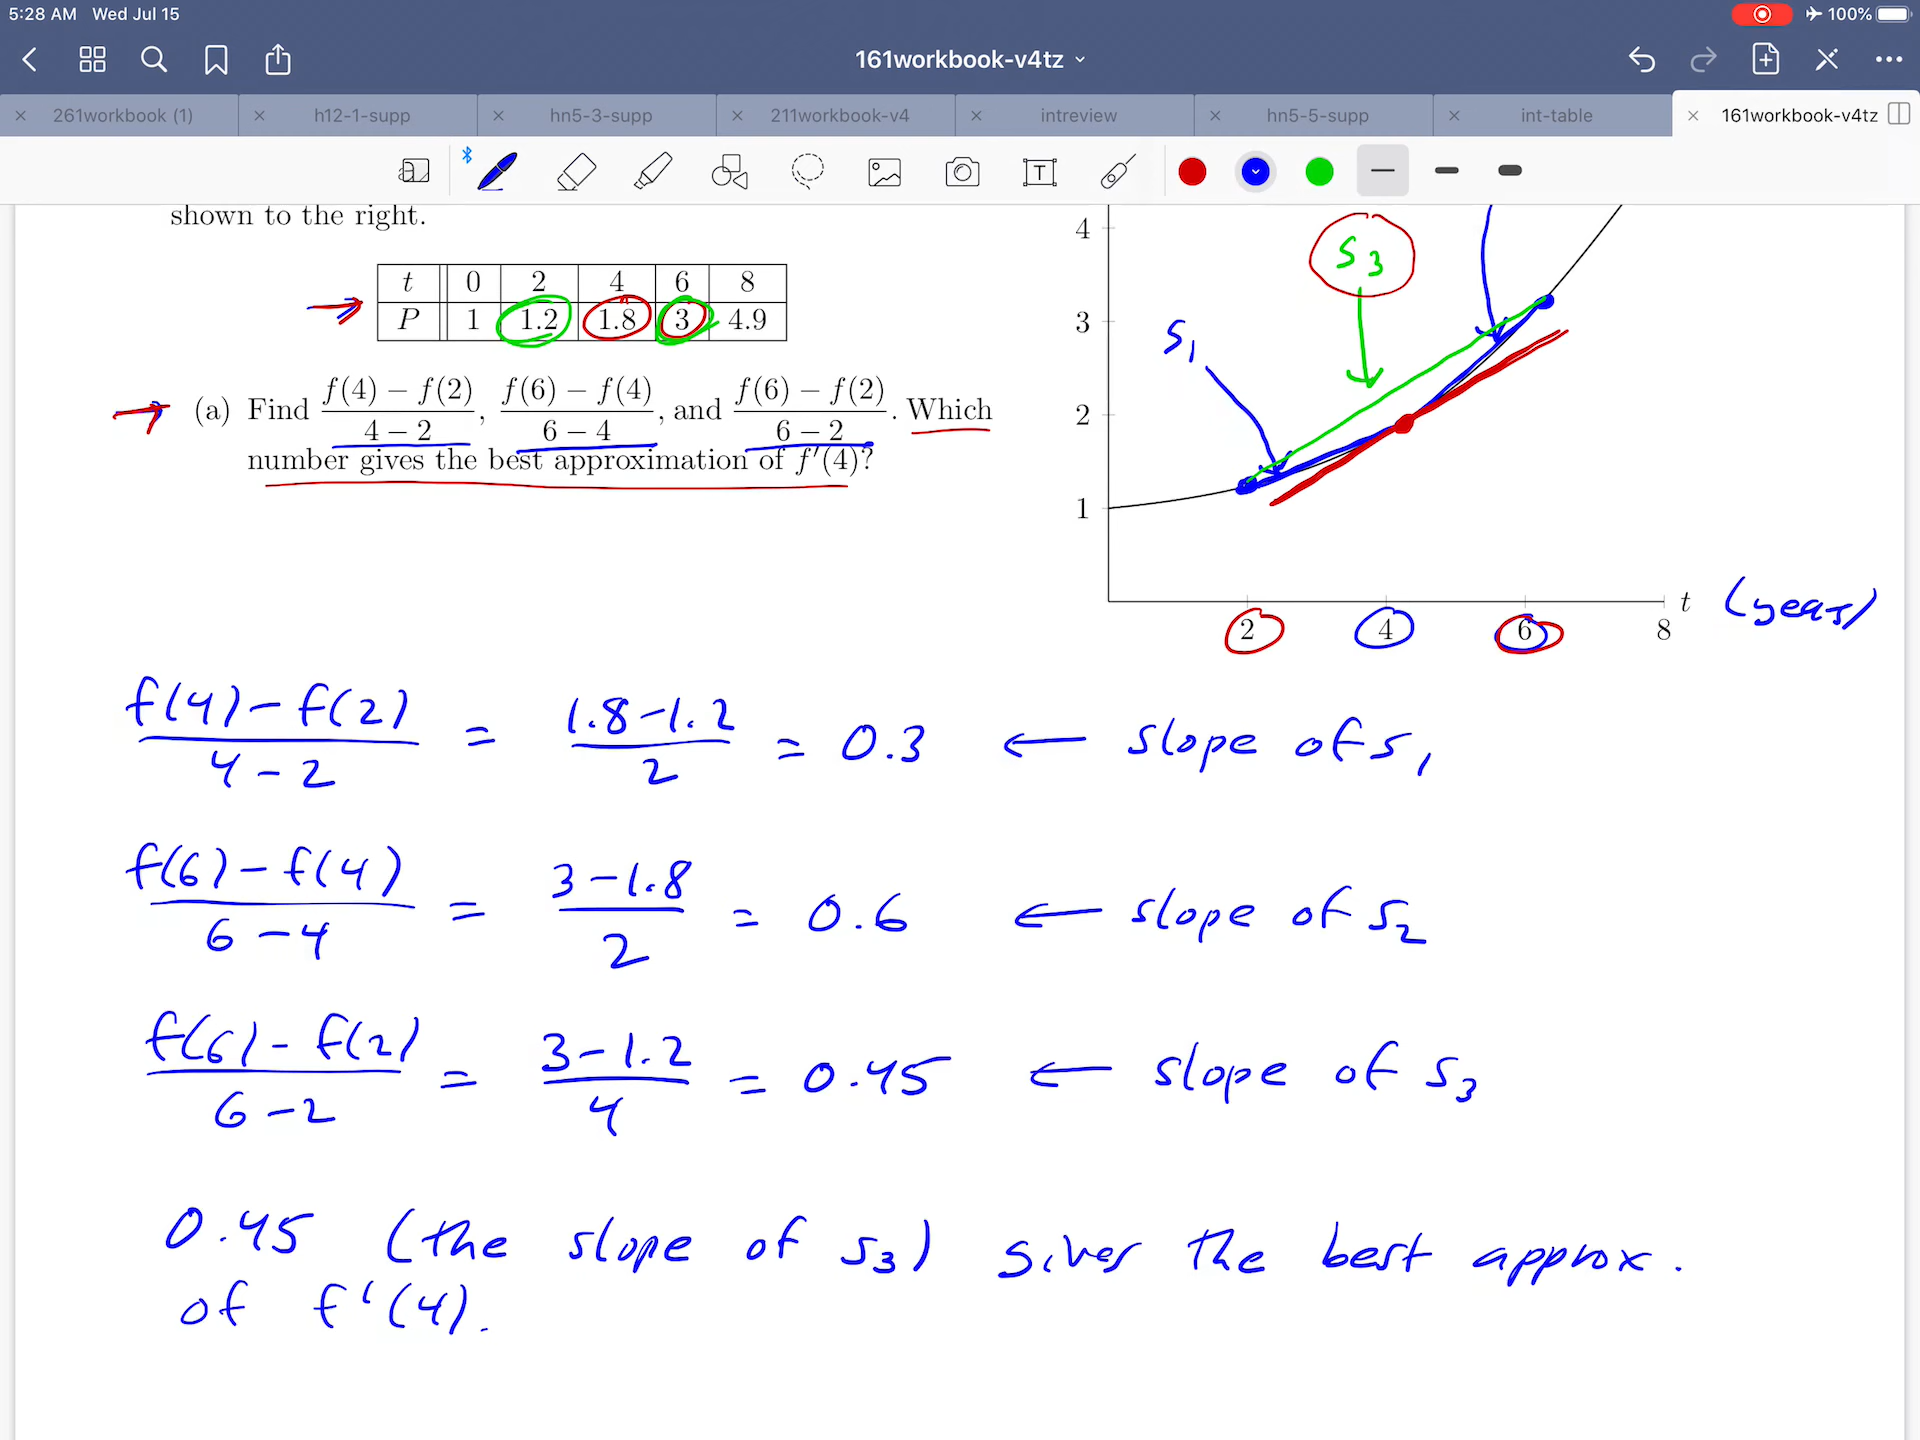 5:28 AM Wed Jul 15
100%
161workbook-v4tz
261workbook (1)
h12-1-supp
hn5-3-supp
211workbook-v4
intreview
hn5-5-supp
int-table
161workbook-v4tz
shown to the right.
t 0 2 4 6 8
P 1 1.2 1.8 3 4.9
(a) Find f(4) − f(2) / 4 − 2, f(6) − f(4) / 6 − 4, and f(6) − f(2) / 6 − 2. Which
number gives the best approximation of f′(4)?
4
3
2
1
S3
S1
2 4 6 8
t (years)
f(4) − f(2) / 4 − 2 = 1.8 − 1.2 / 2 = 0.3 ← slope of S1
f(6) − f(4) / 6 − 4 = 3 − 1.8 / 2 = 0.6 ← slope of S2
f(6) − f(2) / 6 − 2 = 3 − 1.2 / 4 = 0.45 ← slope of S3
0.45 (the slope of S3) gives the best approx.
of f′(4).